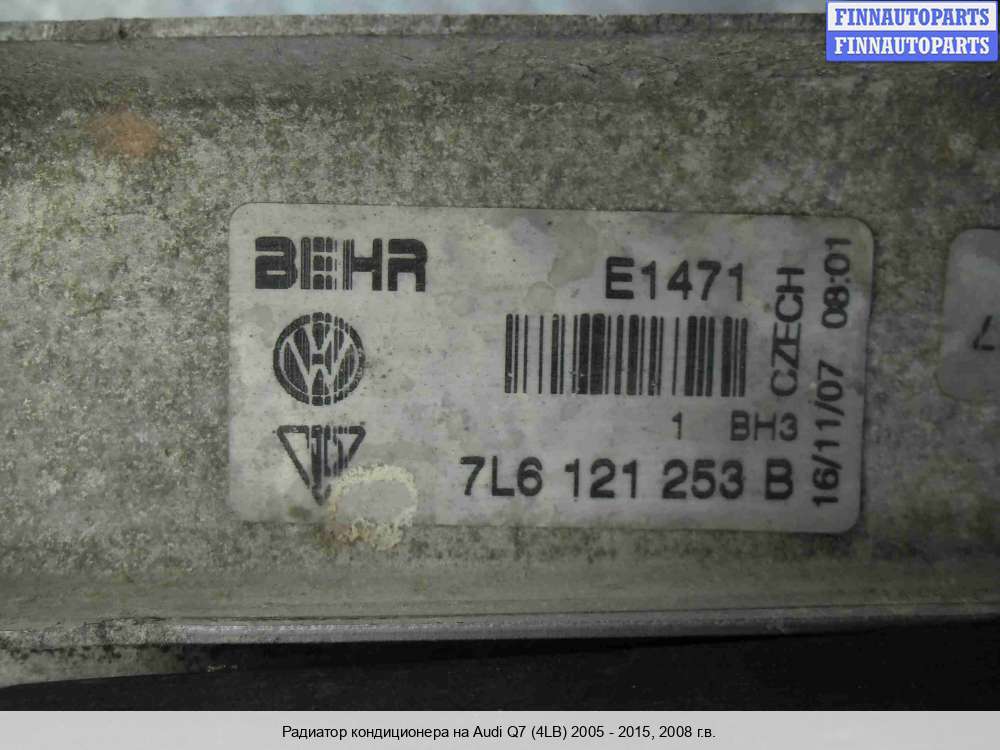 FINNAUTOPARTS
FINNAUTOPARTS
BEHR
E1471
CZECH
16/11/07 08:01
1 BH3
7L6 121 253 B
Радиатор кондиционера на Audi Q7 (4LB) 2005 - 2015, 2008 г.в.